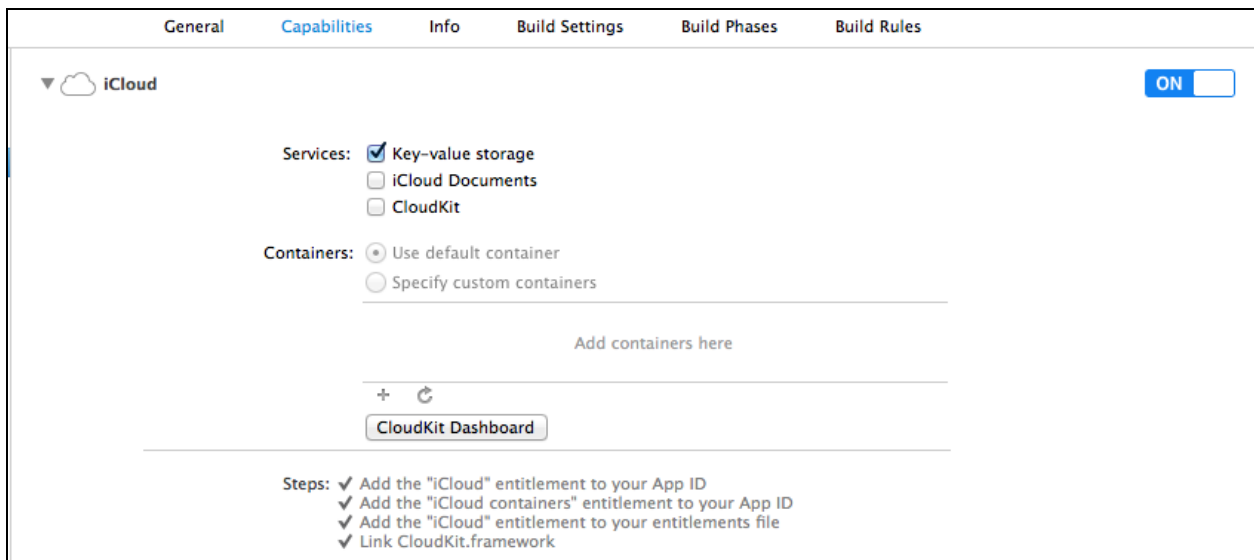 General Capabilities Info Build Settings Build Phases Build Rules
iCloud ON
Services: Key-value storage
iCloud Documents
CloudKit
Containers: Use default container
Specify custom containers
Add containers here
CloudKit Dashboard
Steps: ✓ Add the "iCloud" entitlement to your App ID
✓ Add the "iCloud containers" entitlement to your App ID
✓ Add the "iCloud" entitlement to your entitlements file
✓ Link CloudKit.framework